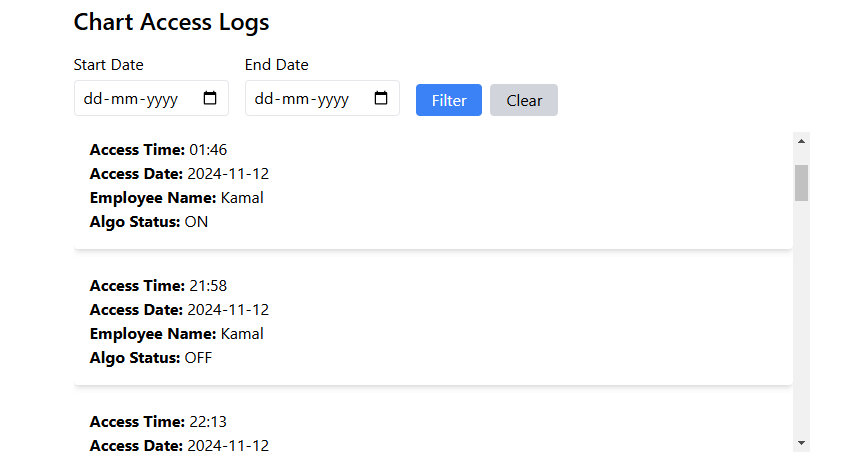 Chart Access Logs
Start Date End Date
dd-mm-yyyy dd-mm-yyyy Filter Clear
Access Time: 01:46
Access Date: 2024-11-12
Employee Name: Kamal
Algo Status: ON
Access Time: 21:58
Access Date: 2024-11-12
Employee Name: Kamal
Algo Status: OFF
Access Time: 22:13
Access Date: 2024-11-12